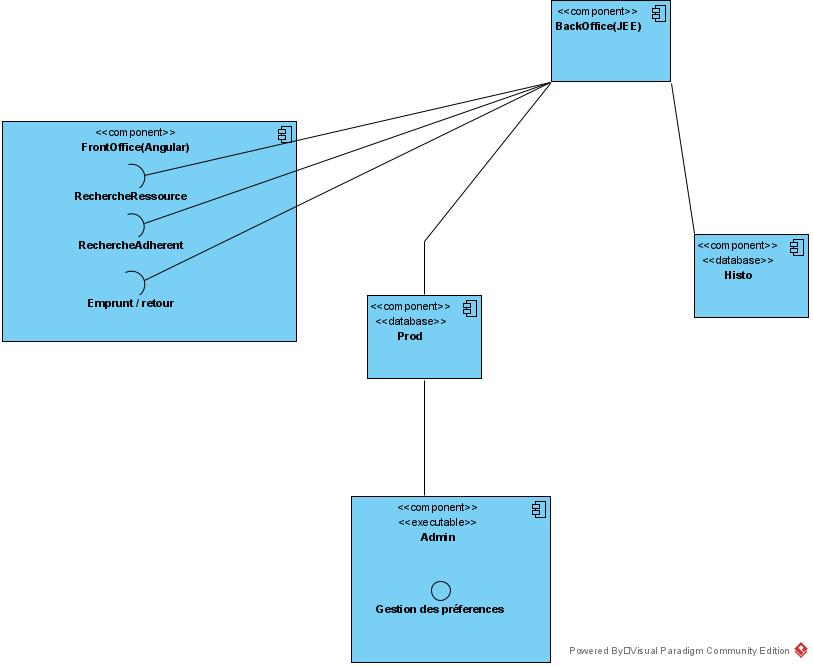 <<component>>
BackOffice(JEE)
<<component>>
FrontOffice(Angular)
RechercheRessource
RechercheAdherent
Emprunt / retour
<<component>>
<<database>>
Histo
<<component>>
<<database>>
Prod
<<component>>
<<executable>>
Admin
Gestion des préferences
Powered By Visual Paradigm Community Edition